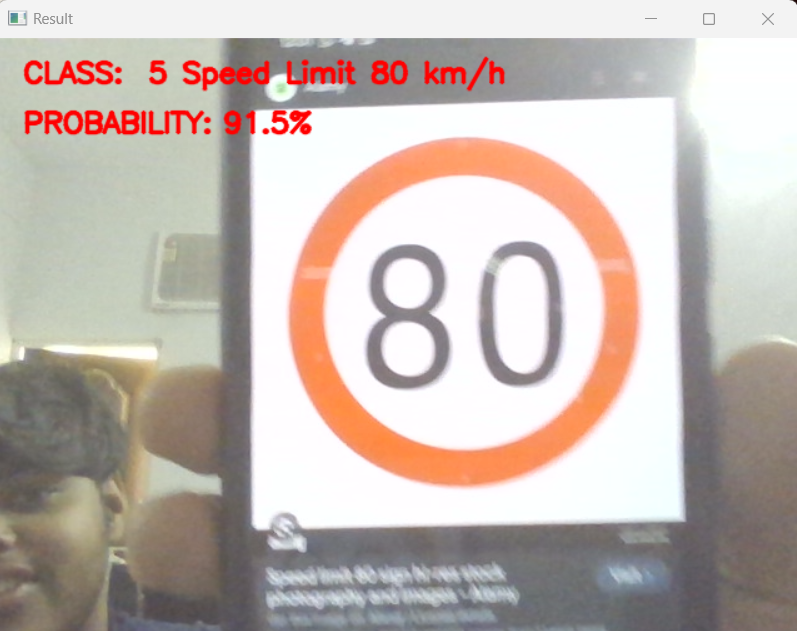 Result
CLASS: 5 Speed Limit 80 km/h
PROBABILITY: 91.5%
80
Speed limit 80 sign hi-res stock
photography and images - Alamy
Visit